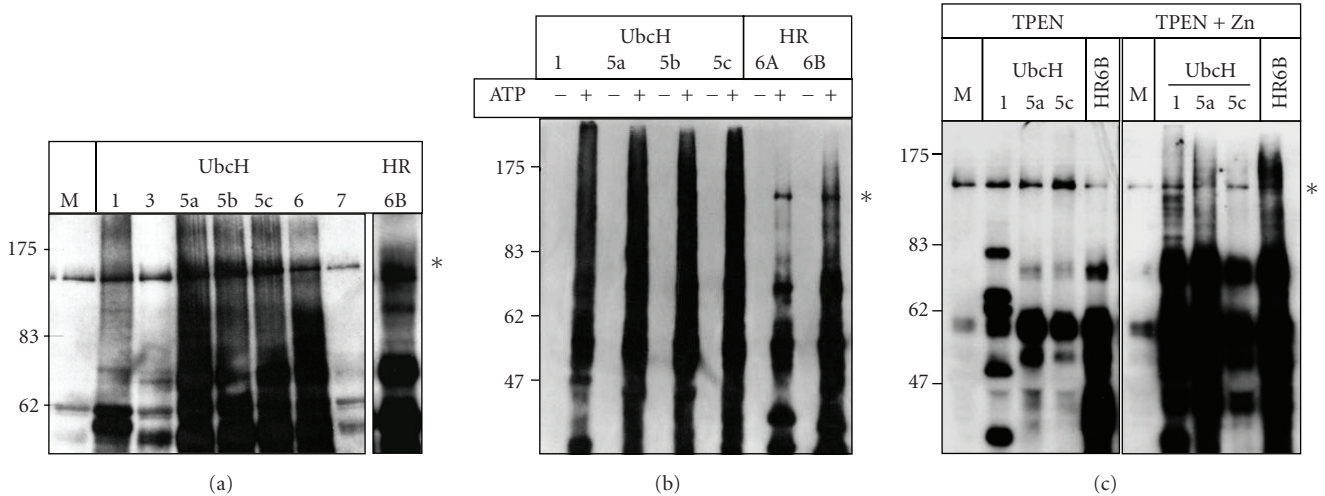 UbcH HR
M 1 3 5a 5b 5c 6 7 6B
175
*
83
62
(a)
UbcH HR
1 5a 5b 5c 6A 6B
ATP − + − + − + − + − + − +
175
*
83
62
47
(b)
TPEN TPEN + Zn
M UbcH HR6B M UbcH HR6B
1 5a 5c 1 5a 5c
175
*
83
62
47
(c)